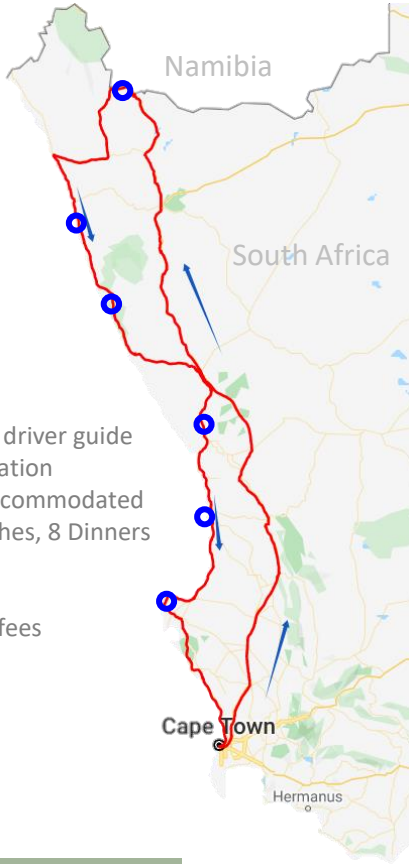 Namibia
South Africa
driver guide
ation
commodated
hes, 8 Dinners
fees
Cape Town
Hermanus